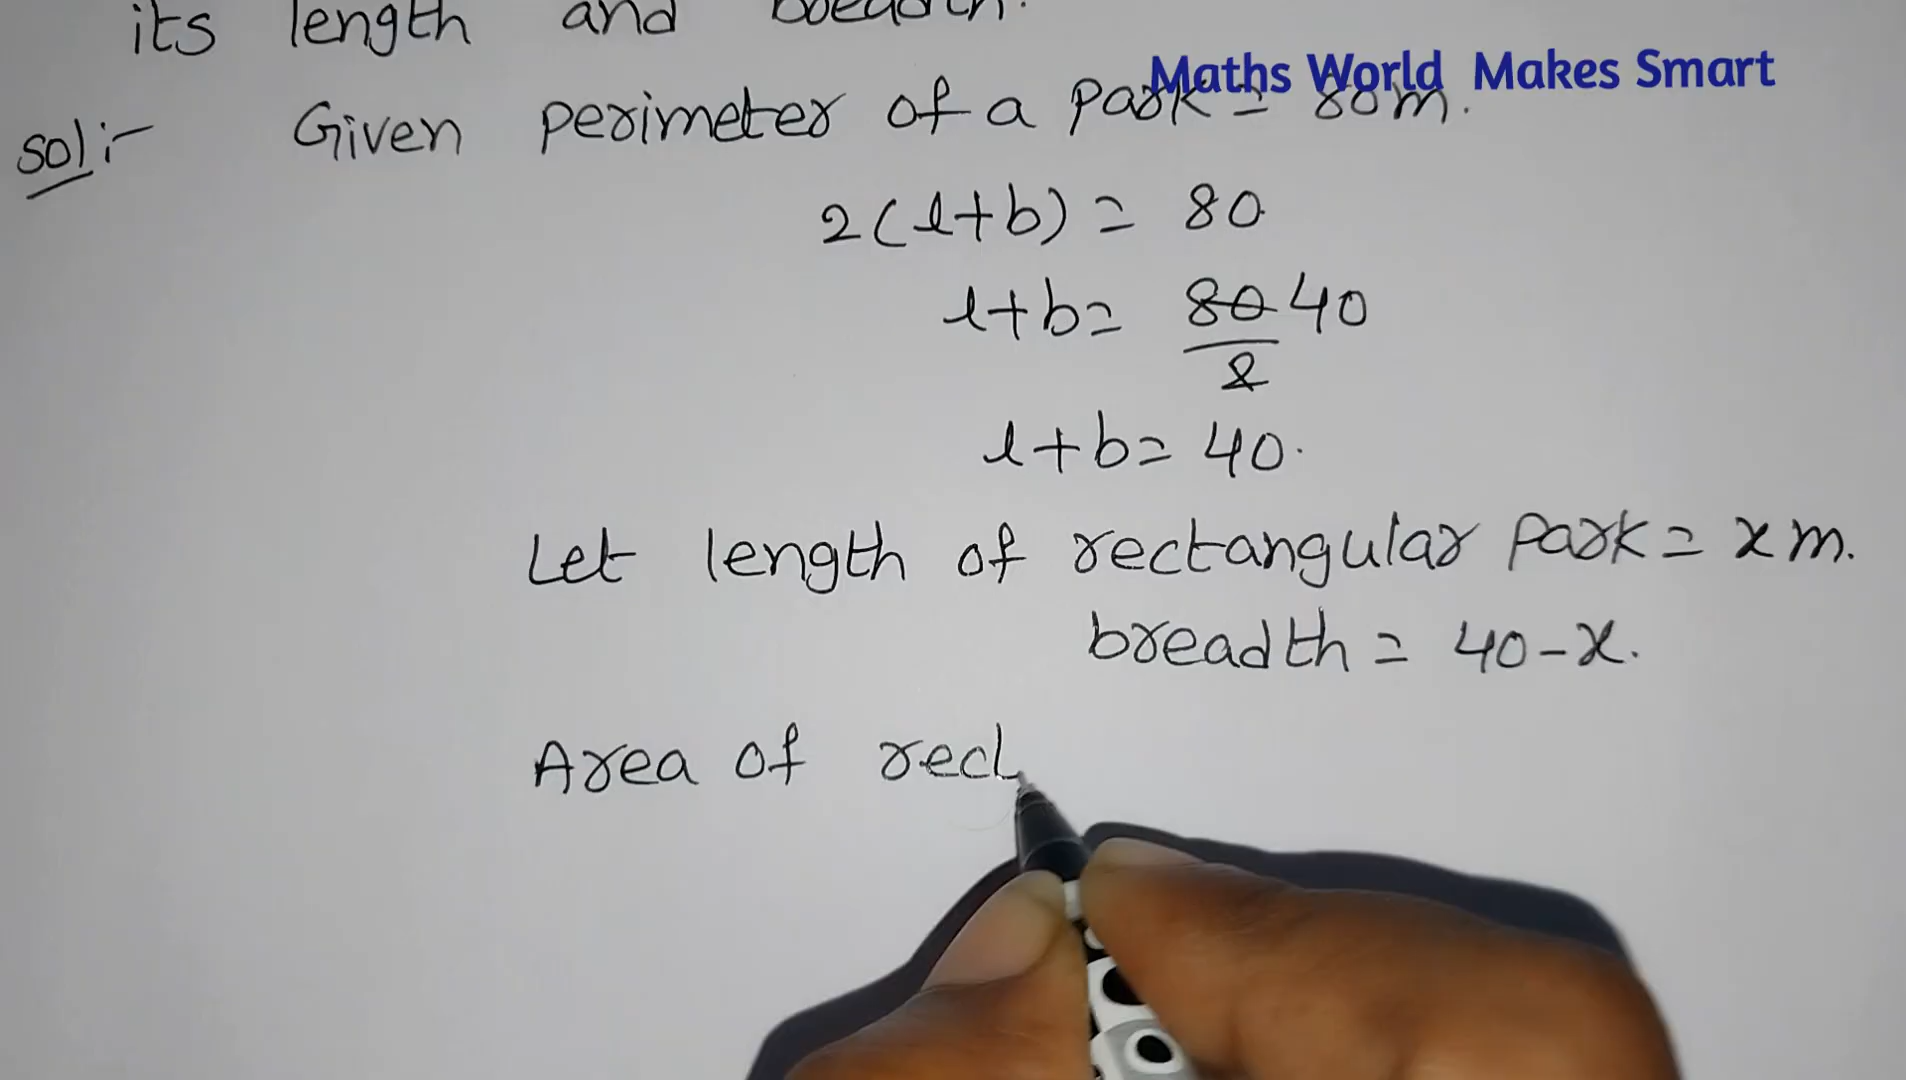 its length and breadth.
Maths World Makes Smart
sol:- Given perimeter of a park = 80m.
2(l+b) = 80
l+b= 80 40
2
l+b= 40.
Let length of rectangular park = x m.
breadth = 40-x.
Area of rect